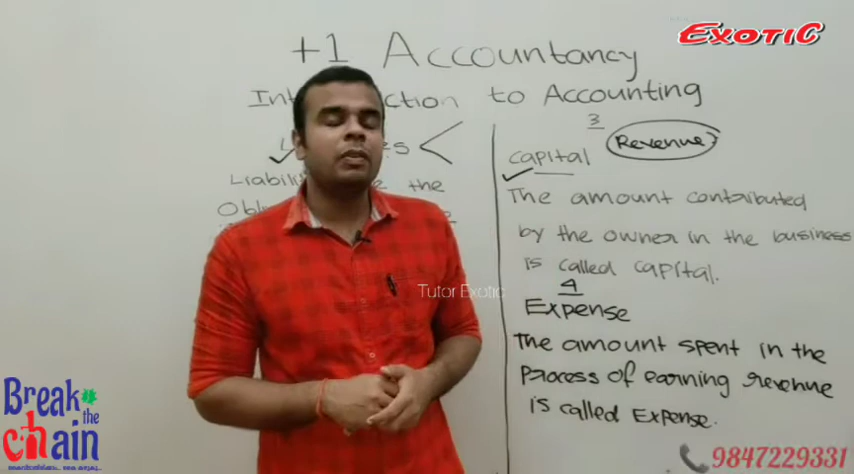 EXOTIC
+1 Accountancy
Int ction to Accounting
3
Revenue
capital
Liabili the
The amount contributed
by the owner in the business
is called capital.
4
Expense
The amount spent in the
Process of earning revenue
is called Expense.
Tutor Exotic
Break
the
chain
9847229331